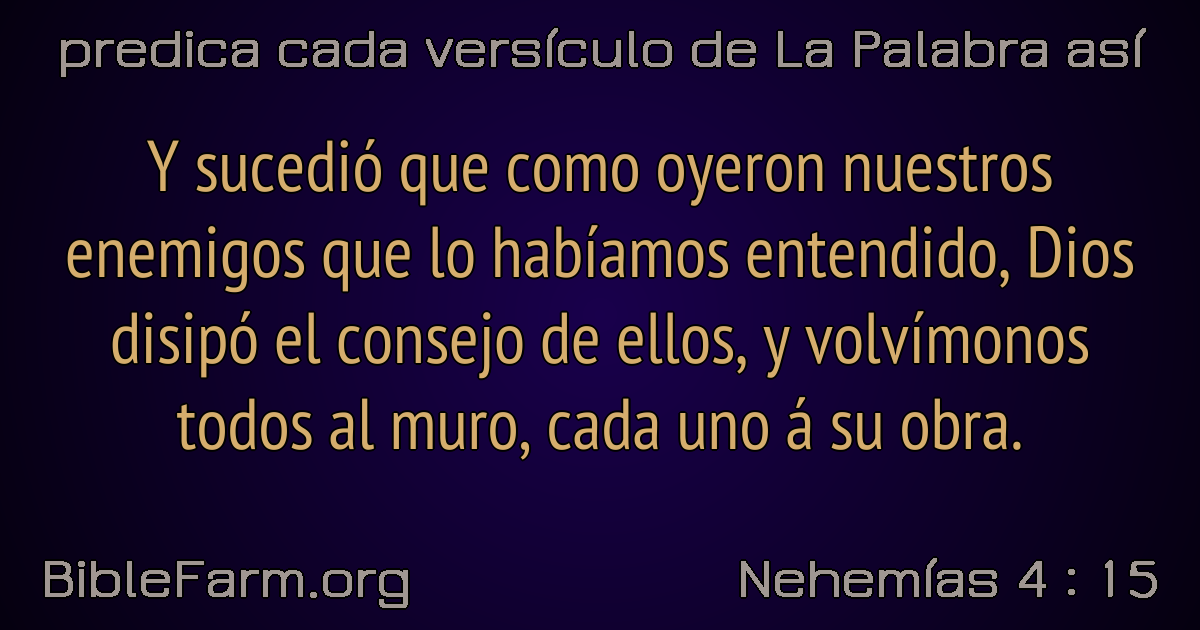 predica cada versículo de La Palabra así
Y sucedió que como oyeron nuestros
enemigos que lo habíamos entendido, Dios
disipó el consejo de ellos, y volvímonos
todos al muro, cada uno á su obra.
BibleFarm.org
Nehemías 4 : 15